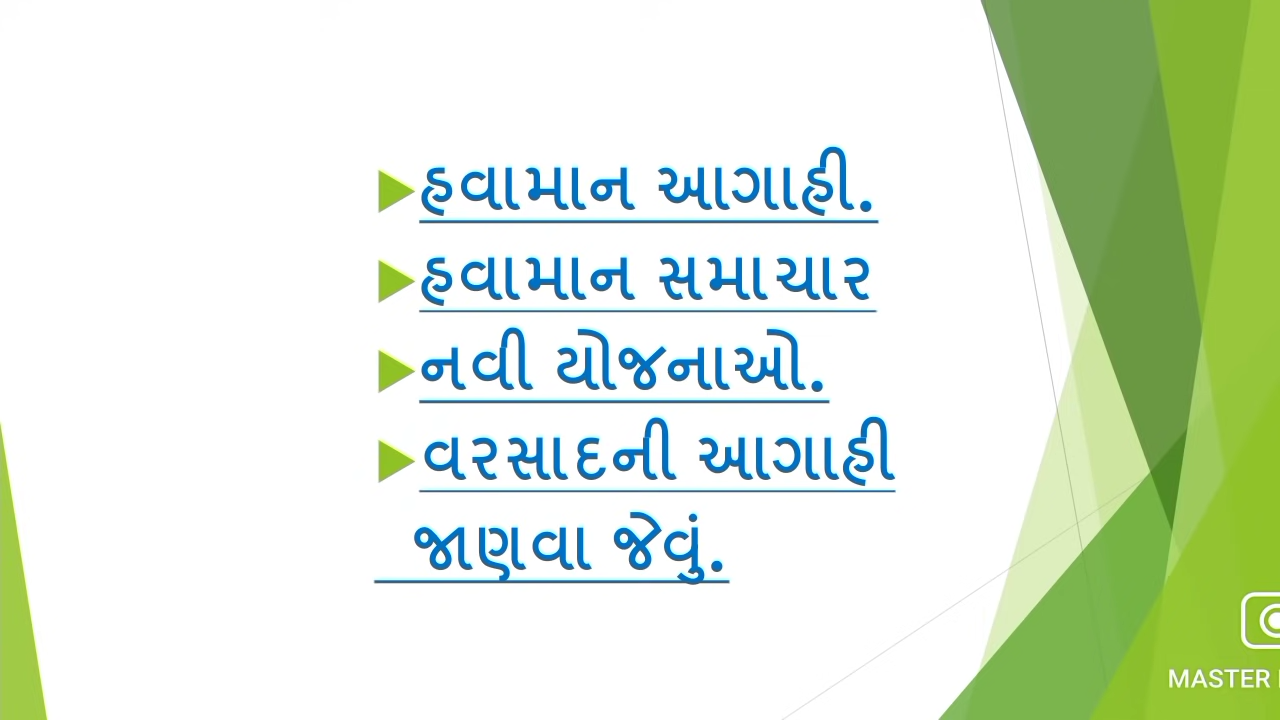 હવામાન આગાહી.
હવામાન સમાચાર
નવી યોજનાઓ.
વરસાદની આગાહી
જાણવા જેવું.
MASTER